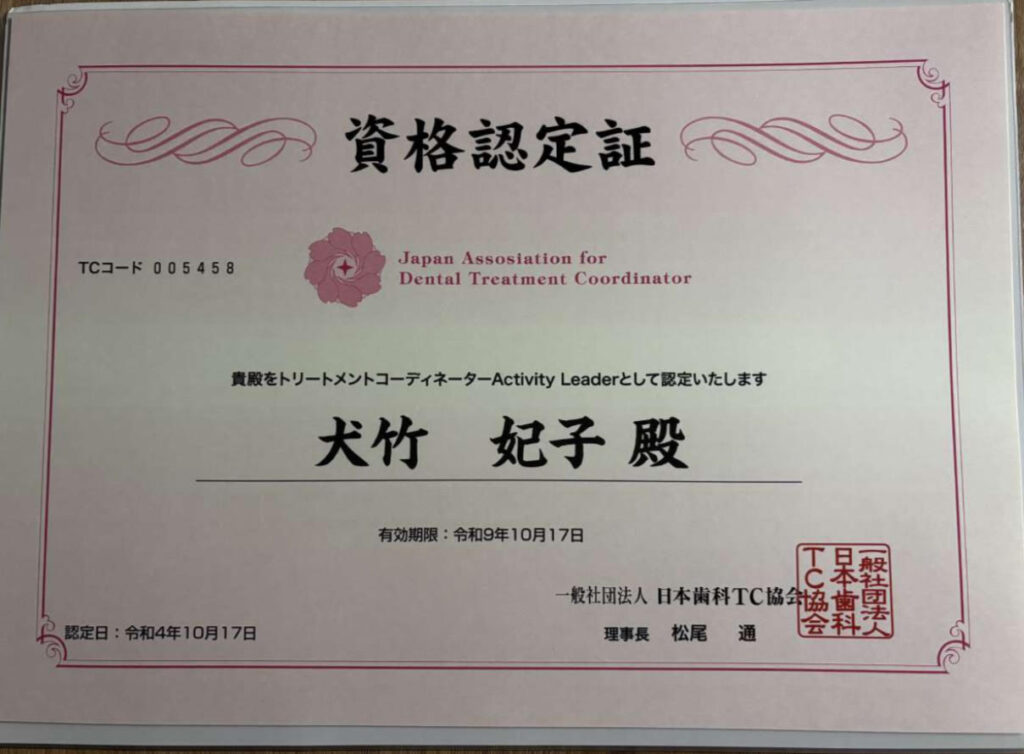 資格認定証
TCコード 005458
Japan Assosiation for
Dental Treatment Coordinator
貴殿をトリートメントコーディネーターActivity Leaderとして認定いたします
犬竹　妃子 殿
有効期限：令和9年10月17日
一般社団法人 日本歯科TC協会
理事長　松尾　通
認定日：令和4年10月17日
一般社団法人
日本歯科
TC協会